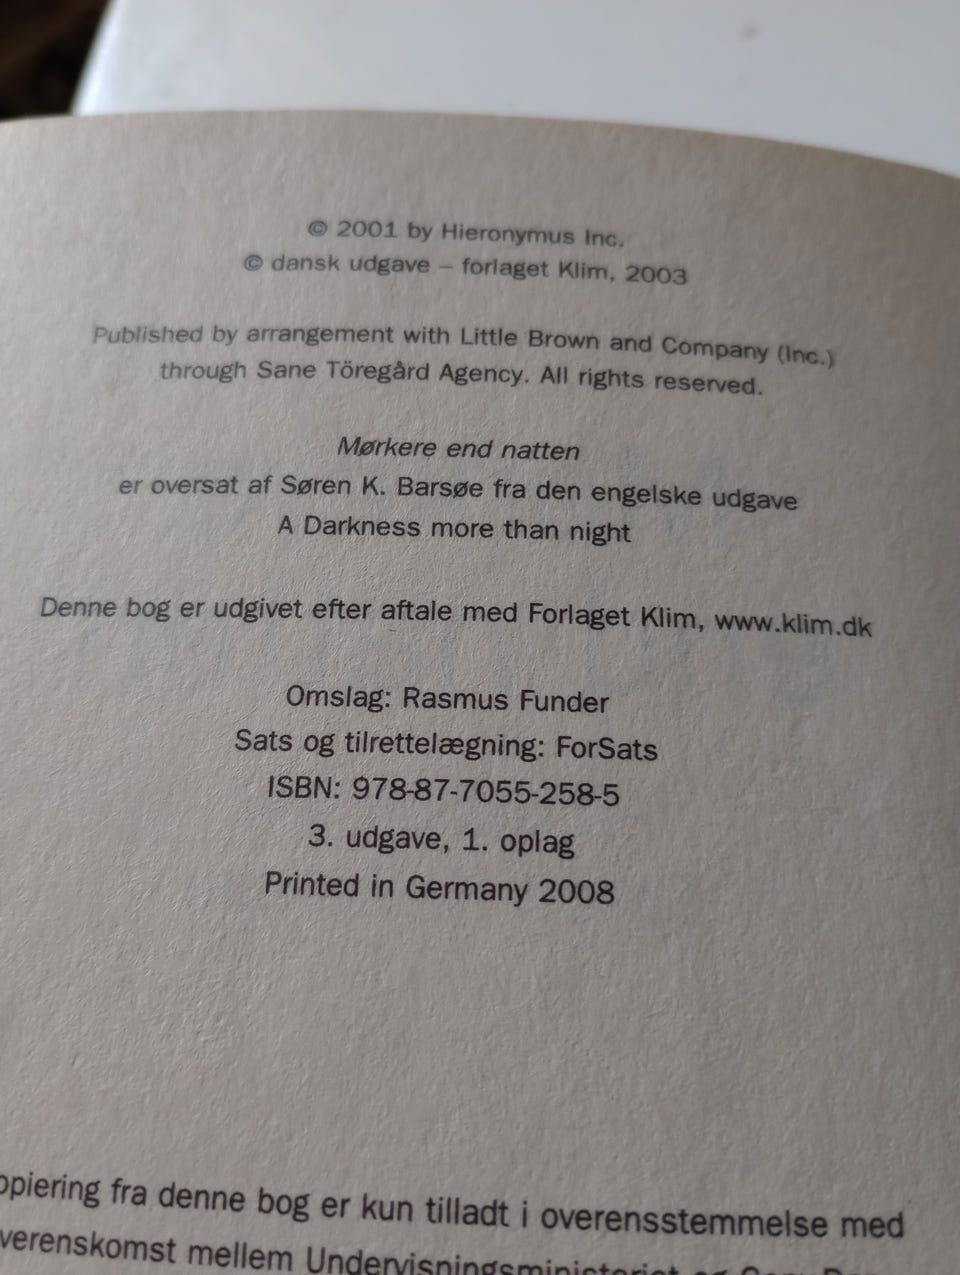 © 2001 by Hieronymus Inc.
© dansk udgave – forlaget Klim, 2003
Published by arrangement with Little Brown and Company (Inc.)
through Sane Töregård Agency. All rights reserved.
Mørkere end natten
er oversat af Søren K. Barsøe fra den engelske udgave
A Darkness more than night
Denne bog er udgivet efter aftale med Forlaget Klim, www.klim.dk
Omslag: Rasmus Funder
Sats og tilrettelægning: ForSats
ISBN: 978-87-7055-258-5
3. udgave, 1. oplag
Printed in Germany 2008
opiering fra denne bog er kun tilladt i overensstemmelse med
verenskomst mellem Undervisningsministeriet og